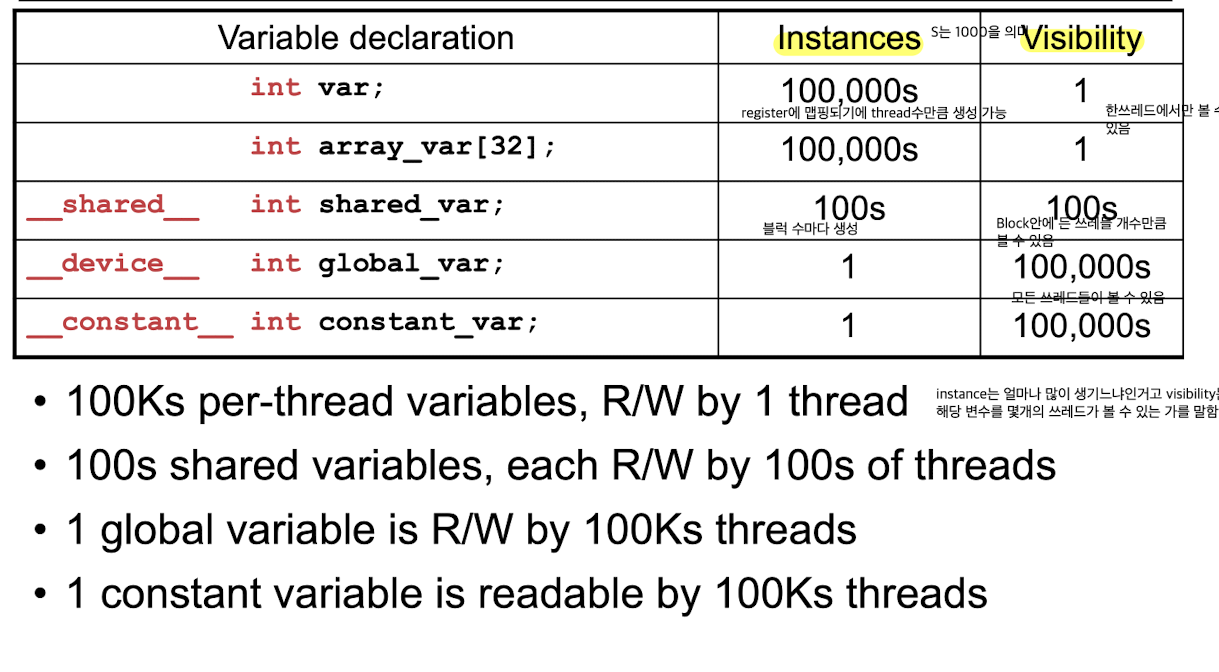 Variable declaration Instances S는 1000을 의미 Visibility
int var; 100,000s 1
register에 맵핑되기에 thread수만큼 생성 가능 한쓰레드에서만 볼 수
있음
int array_var[32]; 100,000s 1
__shared__ int shared_var; 100s 100s
블럭 수마다 생성 Block안에 든 쓰레들 개수만큼
볼 수 있음
__device__ int global_var; 1 100,000s
모든 쓰레드들이 볼 수 있음
__constant__ int constant_var; 1 100,000s
• 100Ks per-thread variables, R/W by 1 thread instance는 얼마나 많이 생기느냐인거고 visibility는
해당 변수를 몇개의 쓰레드가 볼 수 있는 가를 말함
• 100s shared variables, each R/W by 100s of threads
• 1 global variable is R/W by 100Ks threads
• 1 constant variable is readable by 100Ks threads